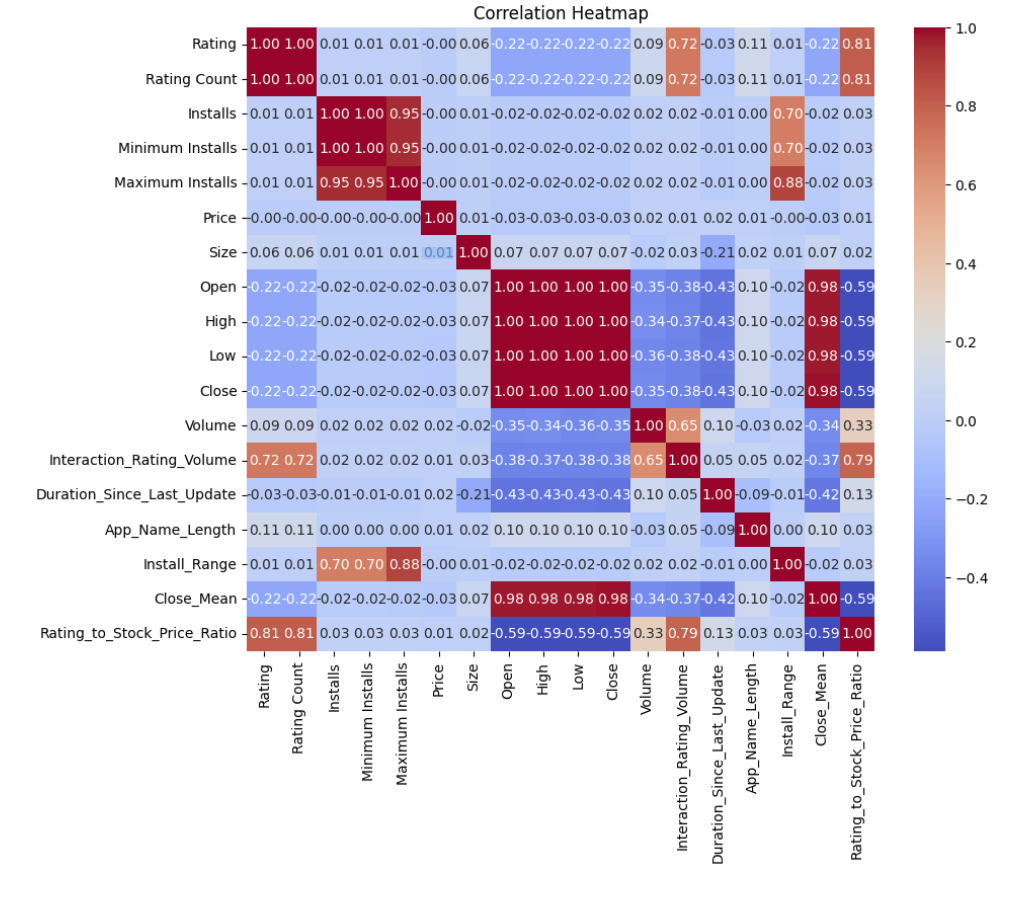 Correlation Heatmap
Rating 1.00 1.00 0.01 0.01 0.01 -0.00 0.06 -0.22 -0.22 -0.22 -0.22 0.09 0.72 -0.03 0.11 0.01 -0.22 0.81
Rating Count 1.00 1.00 0.01 0.01 0.01 -0.00 0.06 -0.22 -0.22 -0.22 -0.22 0.09 0.72 -0.03 0.11 0.01 -0.22 0.81
Installs 0.01 0.01 1.00 1.00 0.95 -0.00 0.01 -0.02 -0.02 -0.02 -0.02 0.02 0.02 -0.01 0.00 0.70 -0.02 0.03
Minimum Installs 0.01 0.01 1.00 1.00 0.95 -0.00 0.01 -0.02 -0.02 -0.02 -0.02 0.02 0.02 -0.01 0.00 0.70 -0.02 0.03
Maximum Installs 0.01 0.01 0.95 0.95 1.00 -0.00 0.01 -0.02 -0.02 -0.02 -0.02 0.02 0.02 -0.01 0.00 0.88 -0.02 0.03
Price -0.00 -0.00 -0.00 -0.00 -0.00 1.00 0.01 -0.03 -0.03 -0.03 -0.03 0.02 0.01 0.02 0.01 -0.00 -0.03 0.01
Size 0.06 0.06 0.01 0.01 0.01 0.01 1.00 0.07 0.07 0.07 0.07 -0.02 0.03 -0.21 0.02 0.01 0.07 0.02
Open -0.22 -0.22 -0.02 -0.02 -0.02 -0.03 0.07 1.00 1.00 1.00 1.00 -0.35 -0.38 -0.43 0.10 -0.02 0.98 -0.59
High -0.22 -0.22 -0.02 -0.02 -0.02 -0.03 0.07 1.00 1.00 1.00 1.00 -0.34 -0.37 -0.43 0.10 -0.02 0.98 -0.59
Low -0.22 -0.22 -0.02 -0.02 -0.02 -0.03 0.07 1.00 1.00 1.00 1.00 -0.36 -0.38 -0.43 0.10 -0.02 0.98 -0.59
Close -0.22 -0.22 -0.02 -0.02 -0.02 -0.03 0.07 1.00 1.00 1.00 1.00 -0.35 -0.38 -0.43 0.10 -0.02 0.98 -0.59
Volume 0.09 0.09 0.02 0.02 0.02 0.02 -0.02 -0.35 -0.34 -0.36 -0.35 1.00 0.65 0.10 -0.03 0.02 -0.34 0.33
Interaction_Rating_Volume 0.72 0.72 0.02 0.02 0.02 0.01 0.03 -0.38 -0.37 -0.38 -0.38 0.65 1.00 0.05 0.05 0.02 -0.37 0.79
Duration_Since_Last_Update -0.03 -0.03 -0.01 -0.01 -0.01 0.02 -0.21 -0.43 -0.43 -0.43 -0.43 0.10 0.05 1.00 -0.09 -0.01 -0.42 0.13
App_Name_Length 0.11 0.11 0.00 0.00 0.00 0.01 0.02 0.10 0.10 0.10 0.10 -0.03 0.05 -0.09 1.00 0.00 0.10 0.03
Install_Range 0.01 0.01 0.70 0.70 0.88 -0.00 0.01 -0.02 -0.02 -0.02 -0.02 0.02 0.02 -0.01 0.00 1.00 -0.02 0.03
Close_Mean -0.22 -0.22 -0.02 -0.02 -0.02 -0.03 0.07 0.98 0.98 0.98 0.98 -0.34 -0.37 -0.42 0.10 -0.02 1.00 -0.59
Rating_to_Stock_Price_Ratio 0.81 0.81 0.03 0.03 0.03 0.01 0.02 -0.59 -0.59 -0.59 -0.59 0.33 0.79 0.13 0.03 0.03 -0.59 1.00
Rating
Rating Count
Installs
Minimum Installs
Maximum Installs
Price
Size
Open
High
Low
Close
Volume
Interaction_Rating_Volume
Duration_Since_Last_Update
App_Name_Length
Install_Range
Close_Mean
Rating_to_Stock_Price_Ratio
1.0
0.8
0.6
0.4
0.2
0.0
−0.2
−0.4